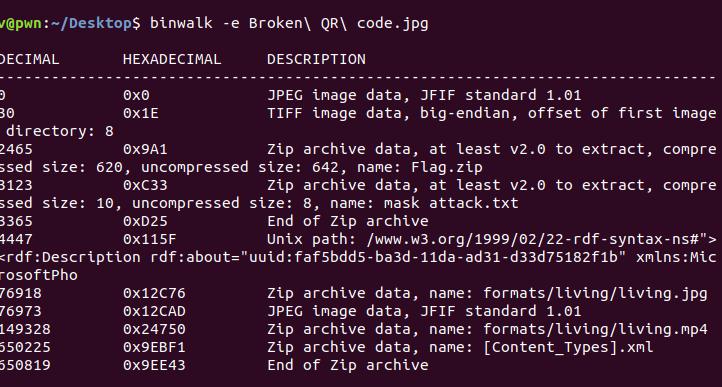 v@pwn:~/Desktop$ binwalk -e Broken\ QR\ code.jpg
DECIMAL       HEXADECIMAL     DESCRIPTION
--------------------------------------------------------------------------------
0             0x0             JPEG image data, JFIF standard 1.01
30            0x1E            TIFF image data, big-endian, offset of first image
 directory: 8
2465          0x9A1           Zip archive data, at least v2.0 to extract, compre
ssed size: 620, uncompressed size: 642, name: Flag.zip
3123          0xC33           Zip archive data, at least v2.0 to extract, compre
ssed size: 10, uncompressed size: 8, name: mask attack.txt
3365          0xD25           End of Zip archive
4447          0x115F          Unix path: /www.w3.org/1999/02/22-rdf-syntax-ns#">
<rdf:Description rdf:about="uuid:faf5bdd5-ba3d-11da-ad31-d33d75182f1b" xmlns:Mic
rosoftPho
76918         0x12C76         Zip archive data, name: formats/living/living.jpg
76973         0x12CAD         JPEG image data, JFIF standard 1.01
149328        0x24750         Zip archive data, name: formats/living/living.mp4
650225        0x9EBF1         Zip archive data, name: [Content_Types].xml
650819        0x9EE43         End of Zip archive